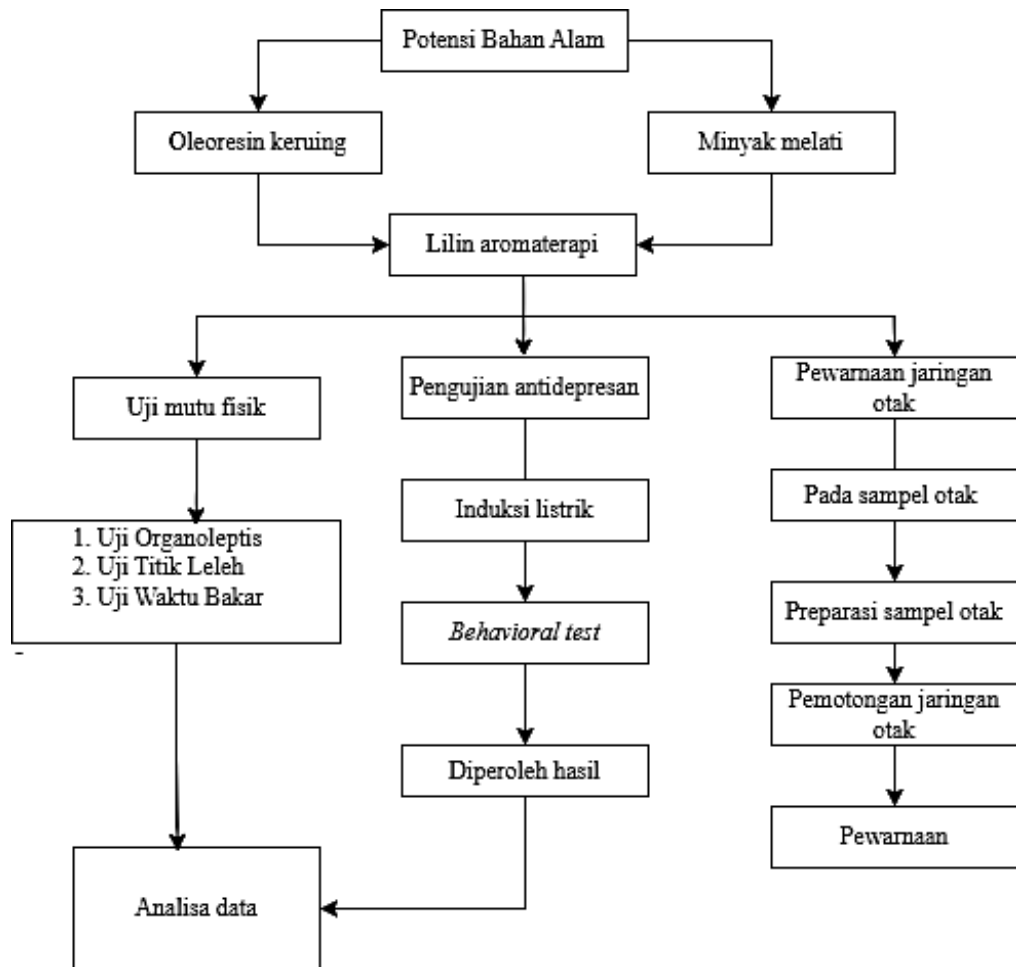 Potensi Bahan Alam
Oleoresin keruing
Minyak melati
Lilin aromaterapi
Uji mutu fisik
Pengujian antidepresan
Pewarnaan jaringan
otak
1. Uji Organoleptis
2. Uji Titik Leleh
3. Uji Waktu Bakar
-
Induksi listrik
Pada sampel otak
Behavioral test
Preparasi sampel otak
Pemotongan jaringan
otak
Diperoleh hasil
Pewarnaan
Analisa data